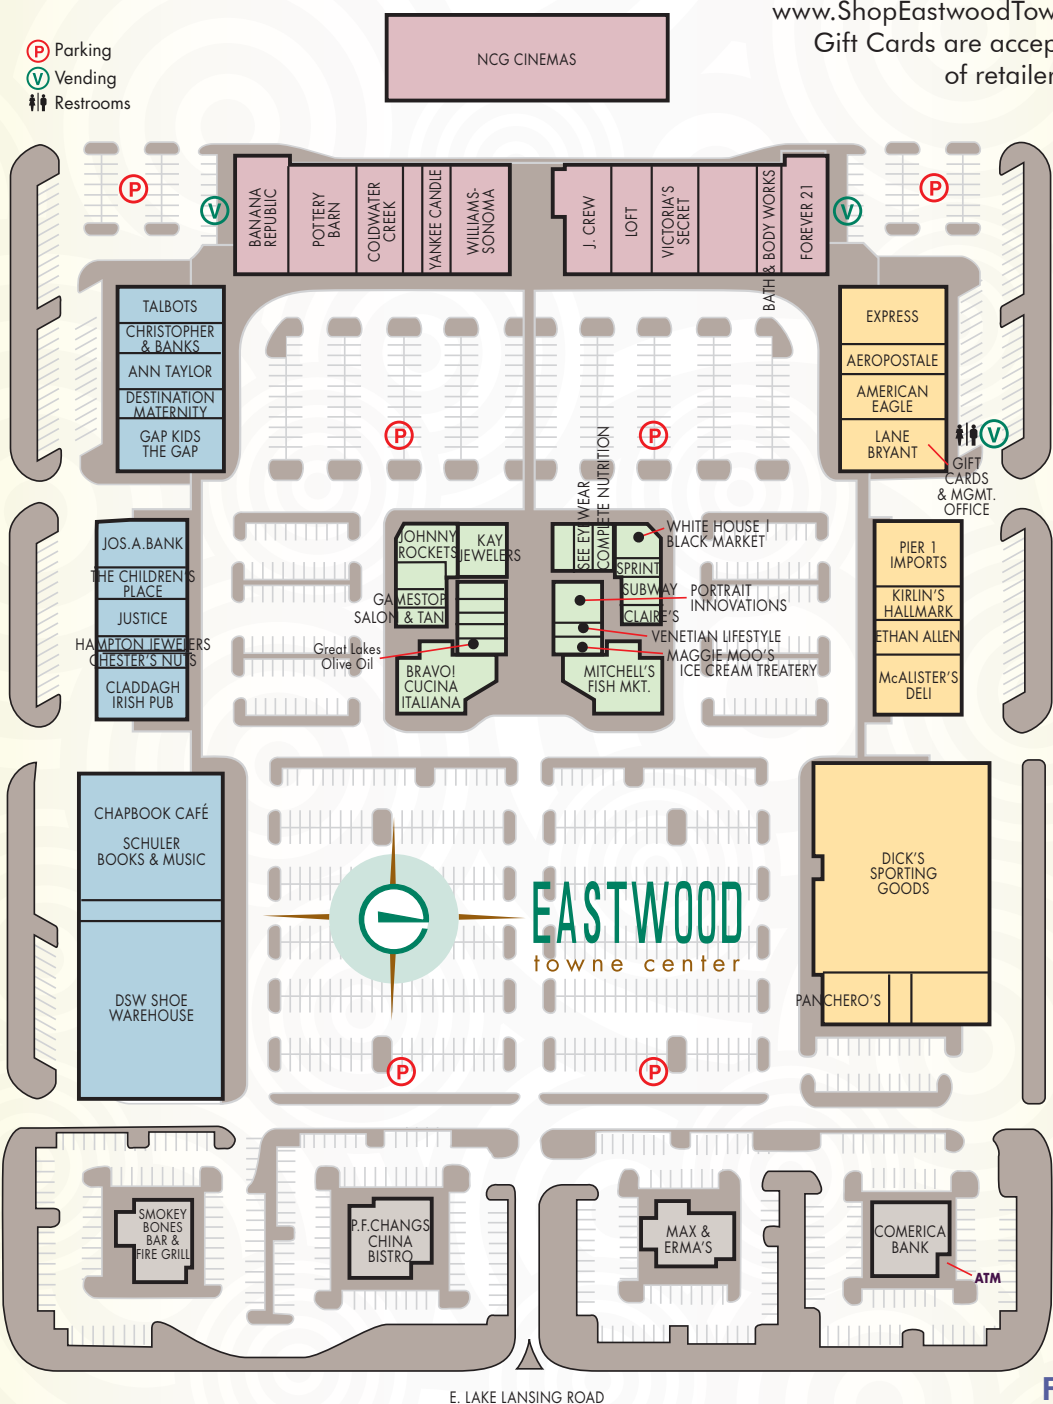 www.ShopEastwoodTow
Gift Cards are accep
of retailer
P Parking
V Vending
Restrooms
NCG CINEMAS
P
V
BANANA
REPUBLIC
POTTERY
BARN
COLDWATER
CREEK
YANKEE CANDLE
WILLIAMS-
SONOMA
J. CREW
LOFT
VICTORIA'S
SECRET
BATH & BODY WORKS
FOREVER 21
V
P
TALBOTS
CHRISTOPHER
& BANKS
ANN TAYLOR
DESTINATION
MATERNITY
GAP KIDS
THE GAP
EXPRESS
AEROPOSTALE
AMERICAN
EAGLE
LANE
BRYANT
P
P
V
GIFT
CARDS
& MGMT.
OFFICE
JOS.A.BANK
THE CHILDREN'S
PLACE
JUSTICE
HAMPTON JEWELERS
CHESTER'S NUTS
CLADDAGH
IRISH PUB
JOHNNY
ROCKETS
KAY
JEWELERS
GAMESTOP
SALON & TAN
Great Lakes
Olive Oil
BRAVO!
CUCINA
ITALIANA
SEE EYEWEAR
COMPLETE NUTRITION
WHITE HOUSE |
BLACK MARKET
SPRINT
SUBWAY
CLAIRE'S
PORTRAIT
INNOVATIONS
VENETIAN LIFESTYLE
MAGGIE MOO'S
ICE CREAM TREATERY
MITCHELL'S
FISH MKT.
PIER 1
IMPORTS
KIRLIN'S
HALLMARK
ETHAN ALLEN
McALISTER'S
DELI
CHAPBOOK CAFÉ
SCHULER
BOOKS & MUSIC
DSW SHOE
WAREHOUSE
EASTWOOD
towne center
DICK'S
SPORTING
GOODS
PANCHERO'S
P
P
SMOKEY
BONES
BAR &
FIRE GRILL
P.F.CHANGS
CHINA
BISTRO
MAX &
ERMA'S
COMERICA
BANK
ATM
E. LAKE LANSING ROAD
F